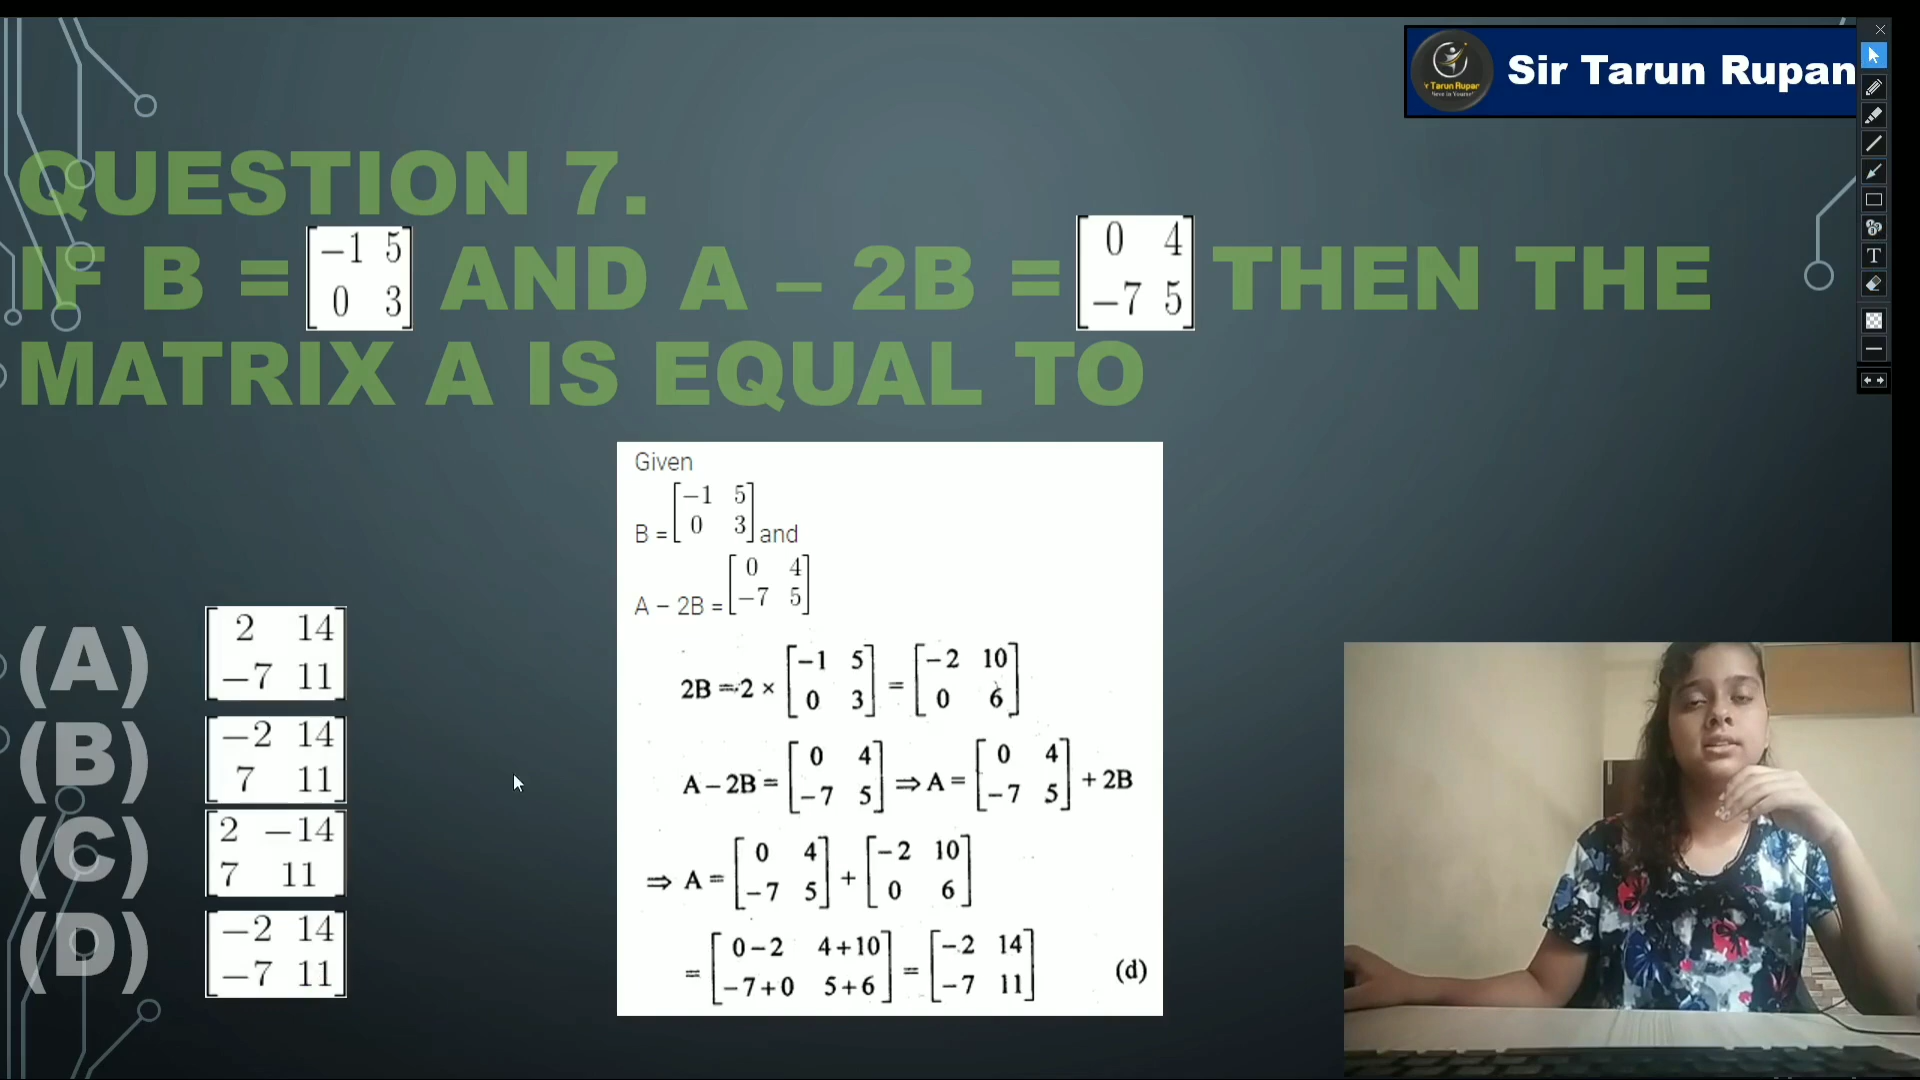 Sir Tarun Rupan
QUESTION 7.
IF B = [−1 5
0 3] AND A – 2B = [0 4
−7 5] THEN THE
MATRIX A IS EQUAL TO
(A) [2 14
−7 11]
(B) [−2 14
7 11]
(C) [2 −14
7 11]
(D) [−2 14
−7 11]
Given
B = [−1 5
0 3] and
A − 2B = [0 4
−7 5]
2B = 2 × [−1 5
0 3] = [−2 10
0 6]
A − 2B = [0 4
−7 5] ⇒ A = [0 4
−7 5] + 2B
⇒ A = [0 4
−7 5] + [−2 10
0 6]
= [0−2 4+10
−7+0 5+6] = [−2 14
−7 11] (d)
T